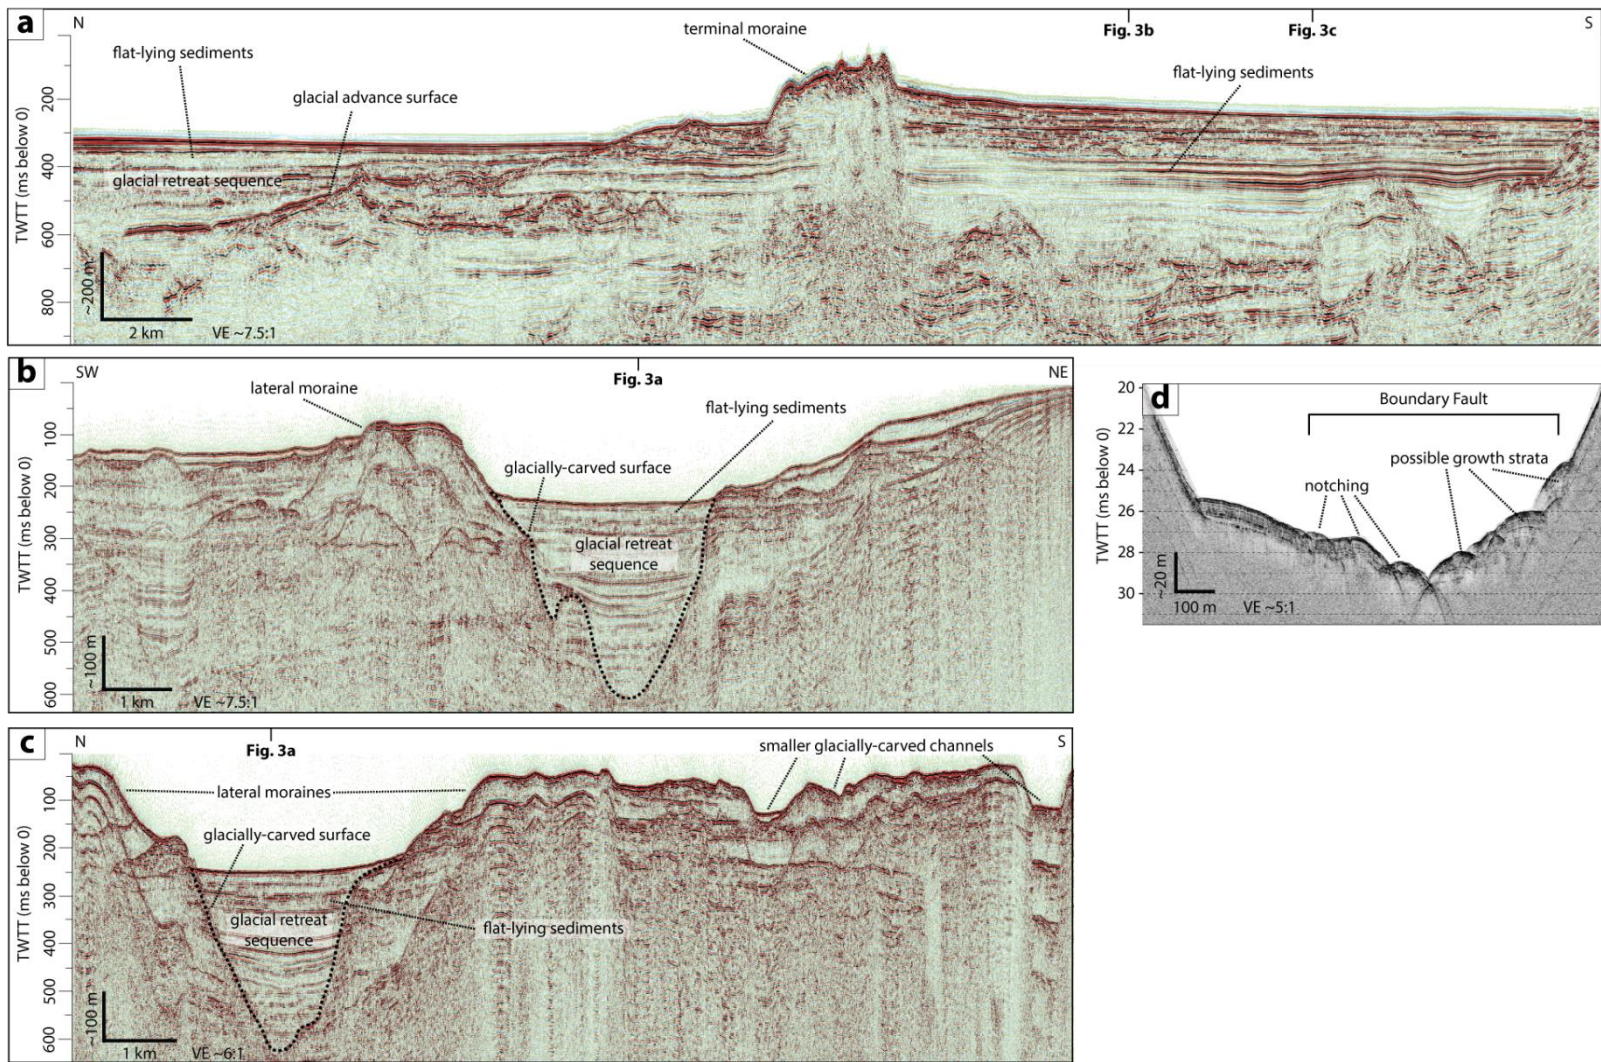 a
N
Fig. 3b
Fig. 3c
S
terminal moraine
flat-lying sediments
flat-lying sediments
glacial advance surface
glacial retreat sequence
TWTT (ms below 0)
200
400
600
800
~200 m
2 km
VE ~7.5:1
b
SW
Fig. 3a
NE
lateral moraine
flat-lying sediments
glacially-carved surface
glacial retreat
sequence
TWTT (ms below 0)
100
200
300
400
500
600
~100 m
1 km
VE ~7.5:1
c
N
Fig. 3a
S
smaller glacially-carved channels
lateral moraines
glacially-carved surface
glacial retreat
sequence
flat-lying sediments
TWTT (ms below 0)
100
200
300
400
500
600
~100 m
1 km
VE ~6:1
d
Boundary Fault
possible growth strata
notching
TWTT (ms below 0)
20
22
24
26
28
30
~20 m
100 m
VE ~5:1